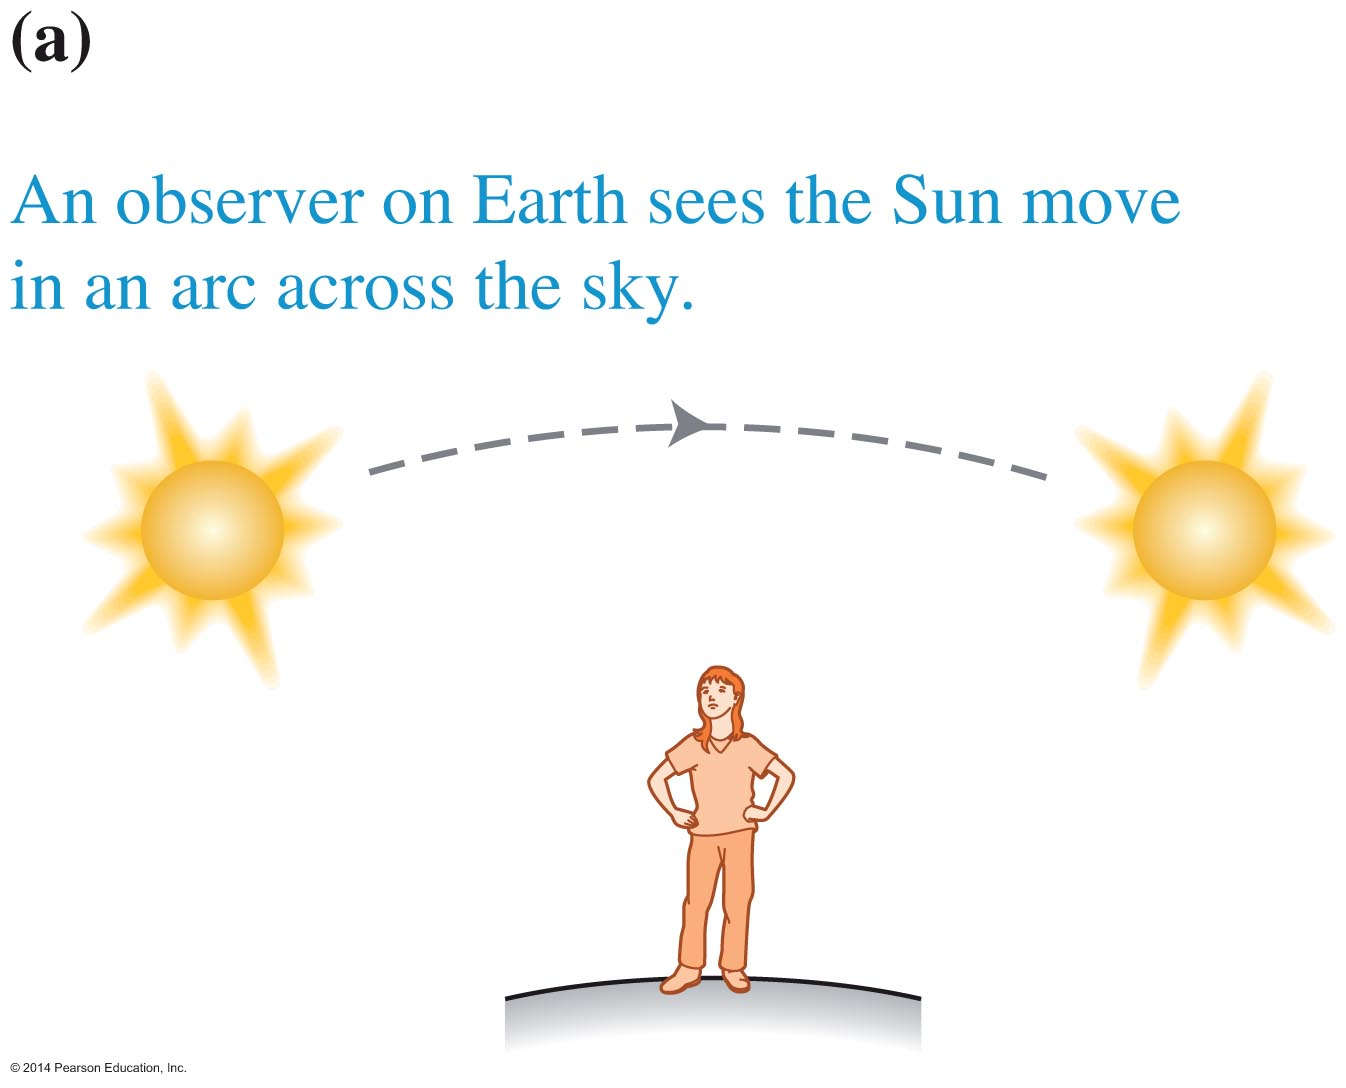 (a)
An observer on Earth sees the Sun move
in an arc across the sky.
© 2014 Pearson Education, Inc.